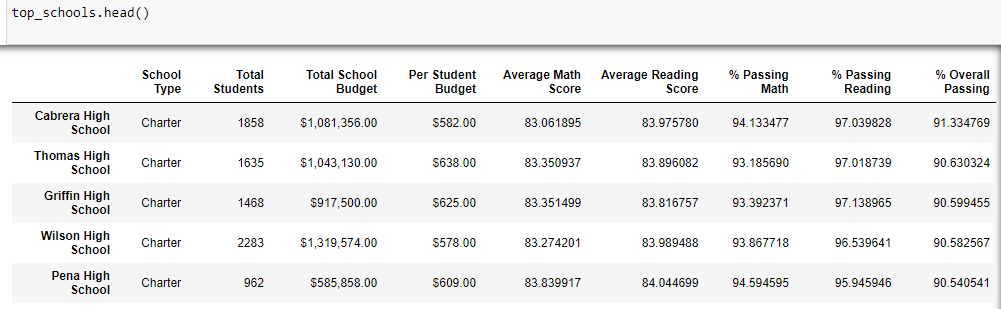 top_schools.head()
School Type Total Students Total School Budget Per Student Budget Average Math Score Average Reading Score % Passing Math % Passing Reading % Overall Passing
Cabrera High School Charter 1858 $1,081,356.00 $582.00 83.061895 83.975780 94.133477 97.039828 91.334769
Thomas High School Charter 1635 $1,043,130.00 $638.00 83.350937 83.896082 93.185690 97.018739 90.630324
Griffin High School Charter 1468 $917,500.00 $625.00 83.351499 83.816757 93.392371 97.138965 90.599455
Wilson High School Charter 2283 $1,319,574.00 $578.00 83.274201 83.989488 93.867718 96.539641 90.582567
Pena High School Charter 962 $585,858.00 $609.00 83.839917 84.044699 94.594595 95.945946 90.540541